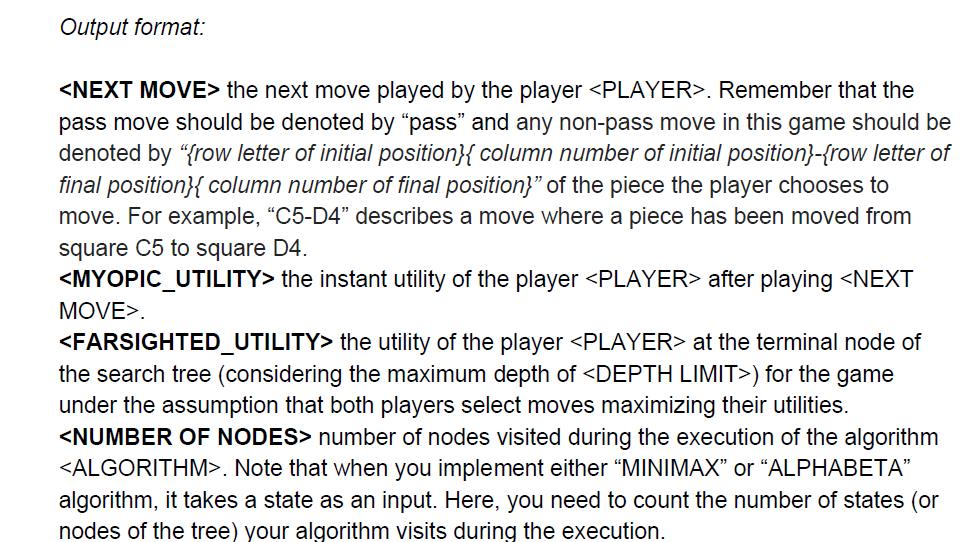 Output format:
<NEXT MOVE> the next move played by the player <PLAYER>. Remember that the
pass move should be denoted by “pass” and any non-pass move in this game should be
denoted by “{row letter of initial position}{ column number of initial position}-{row letter of
final position}{ column number of final position}” of the piece the player chooses to
move. For example, “C5-D4” describes a move where a piece has been moved from
square C5 to square D4.
<MYOPIC_UTILITY> the instant utility of the player <PLAYER> after playing <NEXT
MOVE>.
<FARSIGHTED_UTILITY> the utility of the player <PLAYER> at the terminal node of
the search tree (considering the maximum depth of <DEPTH LIMIT>) for the game
under the assumption that both players select moves maximizing their utilities.
<NUMBER OF NODES> number of nodes visited during the execution of the algorithm
<ALGORITHM>. Note that when you implement either “MINIMAX” or “ALPHABETA”
algorithm, it takes a state as an input. Here, you need to count the number of states (or
nodes of the tree) your algorithm visits during the execution.